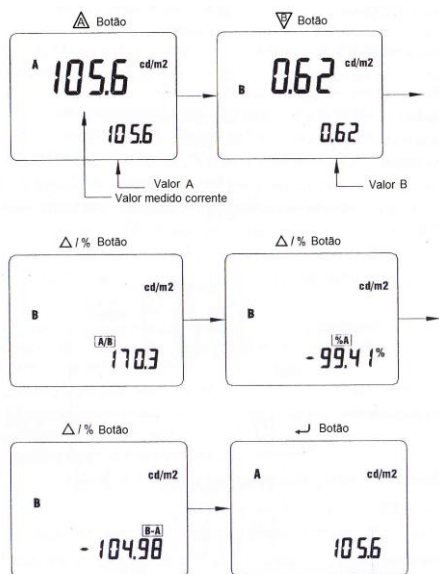 A Botão
B Botão
A 105.6 cd/m2
105.6
B 0.62 cd/m2
0.62
Valor A
Valor medido corrente
Valor B
△ / % Botão
△ / % Botão
cd/m2
B
A/B
170.3
cd/m2
B
%A
- 99.41%
△ / % Botão
↵ Botão
cd/m2
B
B-A
- 104.98
A cd/m2
105.6